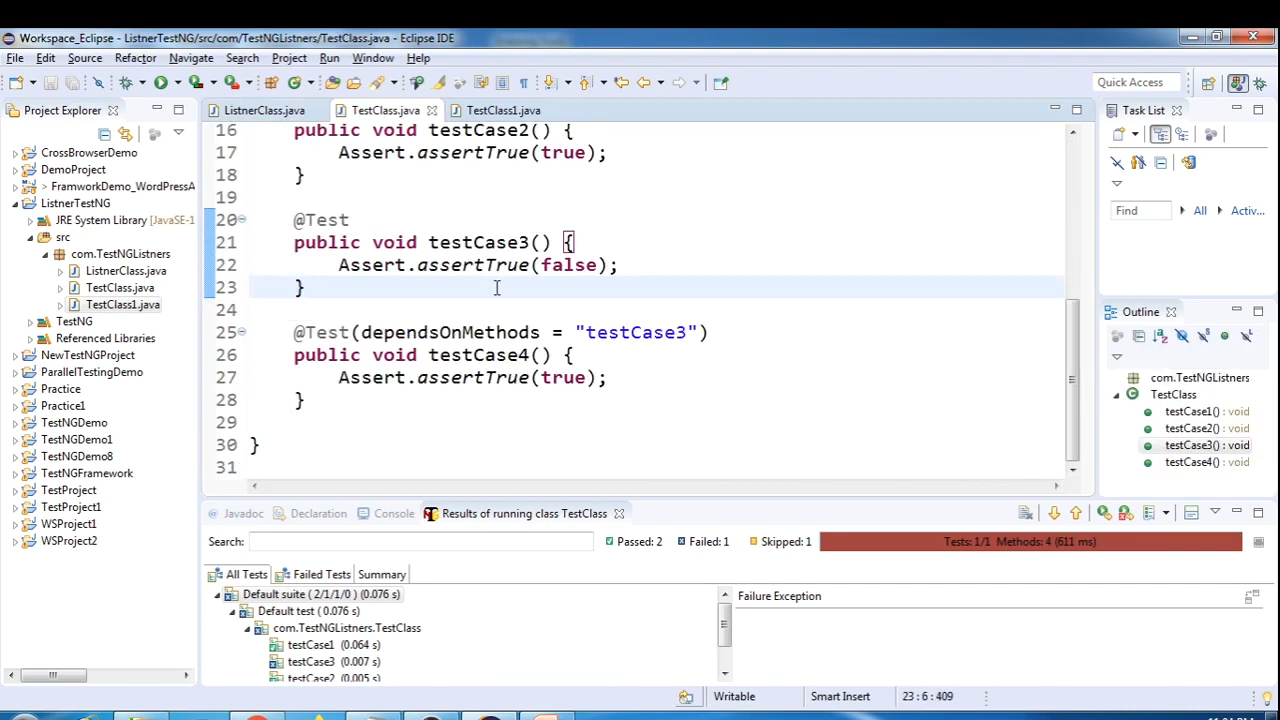 Workspace_Eclipse - ListnerTestNG/src/com/TestNGListners/TestClass.java - Eclipse IDE
File Edit Source Refactor Navigate Search Project Run Window Help
Quick Access
Project Explorer
ListnerClass.java TestClass.java TestClass1.java
Task List
CrossBrowserDemo
DemoProject
> FramworkDemo_WordPressA
ListnerTestNG
JRE System Library [JavaSE-1
src
com.TestNGListners
ListnerClass.java
TestClass.java
TestClass1.java
TestNG
Referenced Libraries
NewTestNGProject
ParallelTestingDemo
Practice
Practice1
TestNGDemo
TestNGDemo1
TestNGDemo8
TestNGFramework
TestProject
TestProject1
WSProject1
WSProject2
16 public void testCase2() {
17 Assert.assertTrue(true);
18 }
19
20 @Test
21 public void testCase3() {
22 Assert.assertTrue(false);
23 }
24
25 @Test(dependsOnMethods = "testCase3")
26 public void testCase4() {
27 Assert.assertTrue(true);
28 }
29
30 }
31
Find All Activ...
Outline
com.TestNGListners
TestClass
testCase1() : void
testCase2() : void
testCase3() : void
testCase4() : void
Javadoc Declaration Console Results of running class TestClass
Search: Passed: 2 Failed: 1 Skipped: 1 Tests: 1/1 Methods: 4 (611 ms)
All Tests Failed Tests Summary
Default suite ( 2/1/1/0 ) (0.076 s)
Default test ( 0.076 s)
com.TestNGListners.TestClass
testCase1 (0.064 s)
testCase3 (0.007 s)
testCase2 (0.005 s)
Failure Exception
Writable Smart Insert 23 : 6 : 409